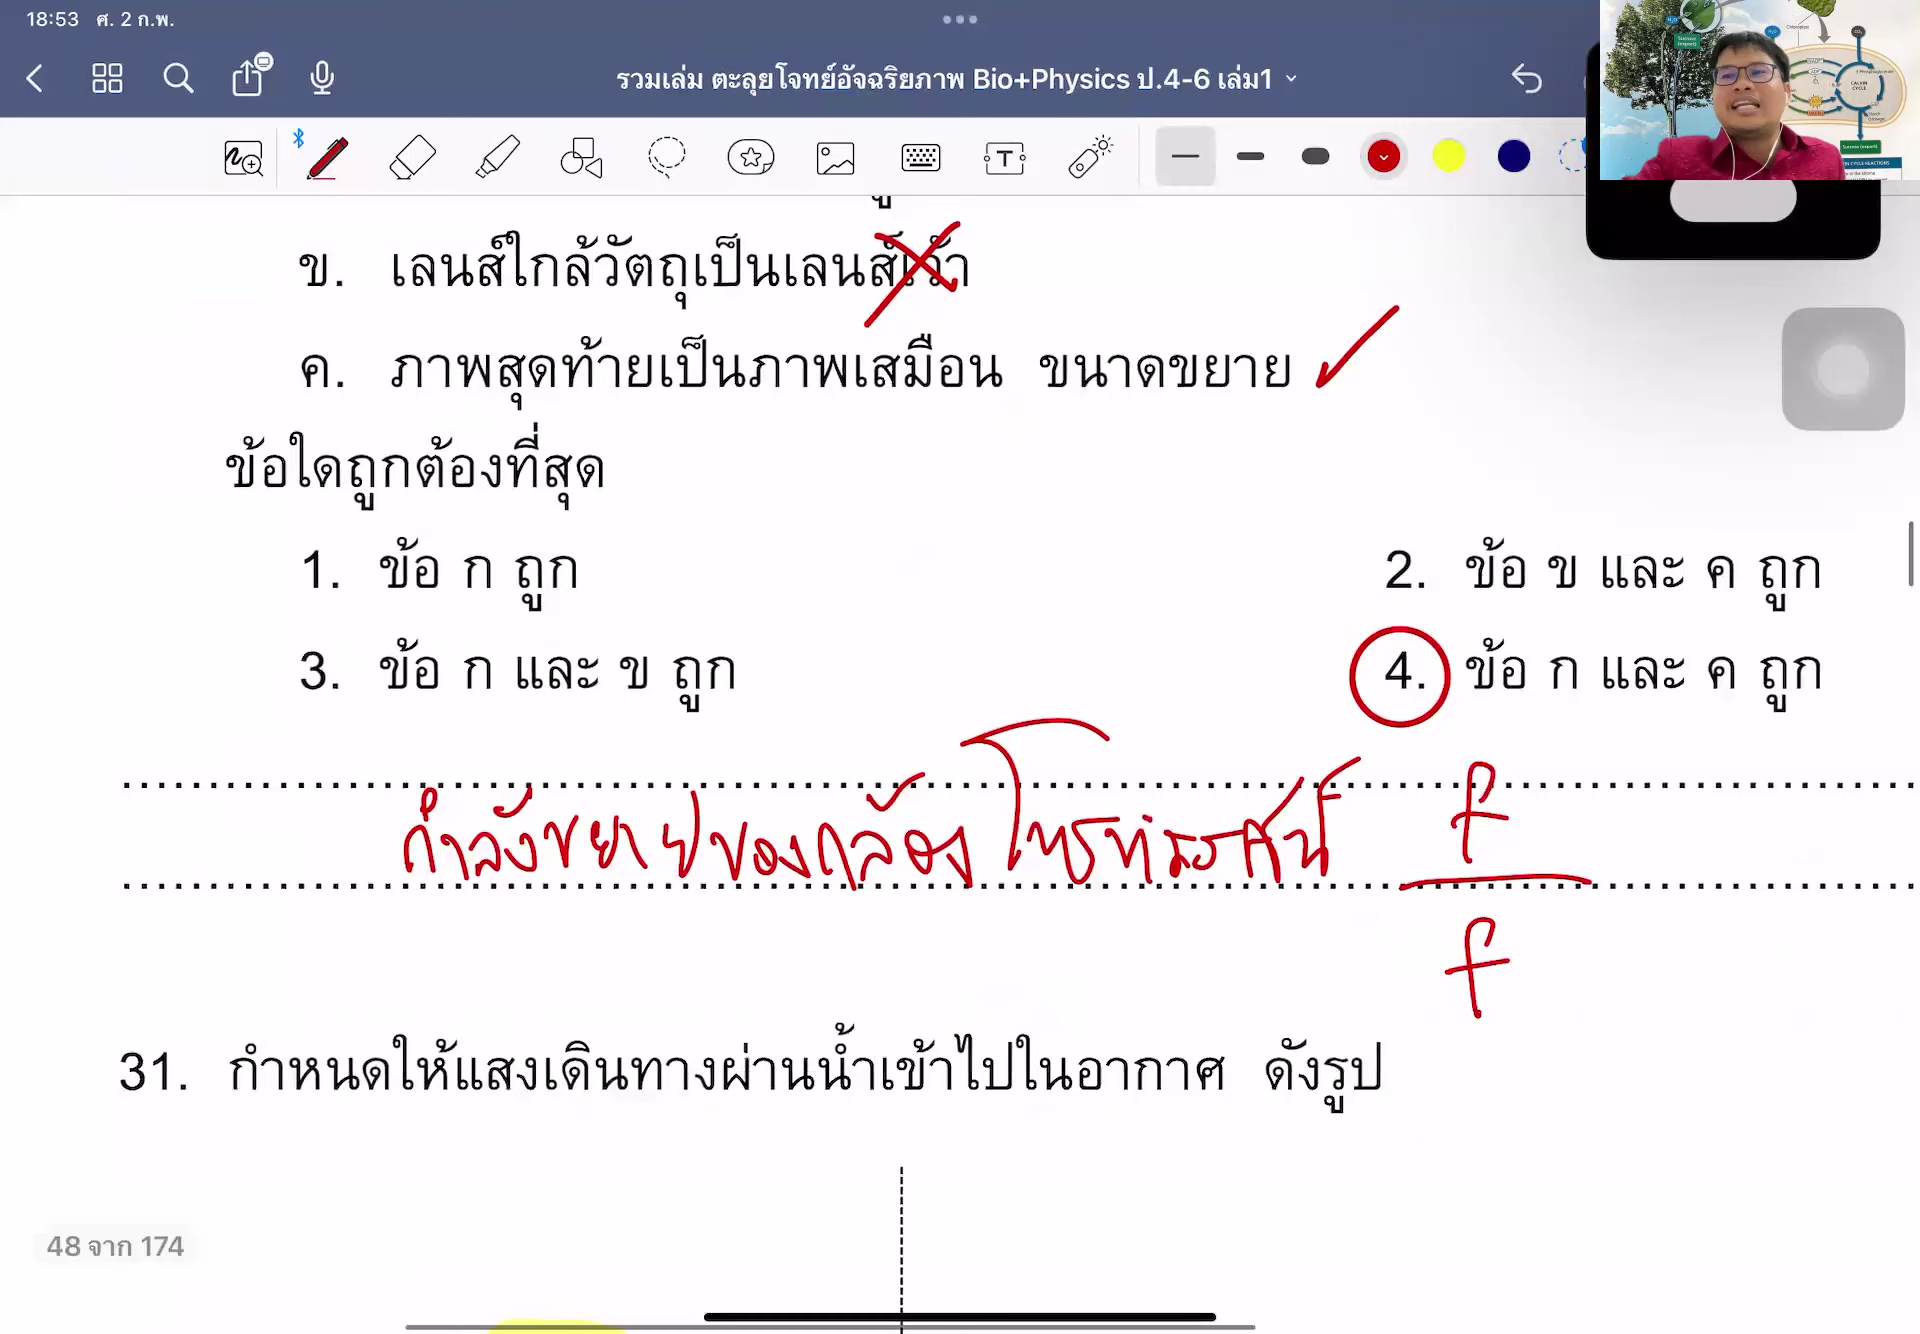 18:53 ศ. 2 ก.พ.
รวมเล่ม ตะลุยโจทย์อัจฉริยภาพ Bio+Physics ป.4-6 เล่ม1
ข. เลนส์ใกล้วัตถุเป็นเลนส์เว้า
ค. ภาพสุดท้ายเป็นภาพเสมือน ขนาดขยาย
ข้อใดถูกต้องที่สุด
1. ข้อ ก ถูก
2. ข้อ ข และ ค ถูก
3. ข้อ ก และ ข ถูก
4. ข้อ ก และ ค ถูก
กำลังขยายของกล้องโทรทรรศน์ f
f
31. กำหนดให้แสงเดินทางผ่านน้ำเข้าไปในอากาศ ดังรูป
48 จาก 174